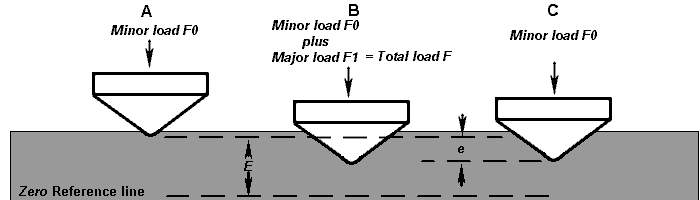 A
Minor load F0
B
Minor load F0
plus
Major load F1 = Total load F
C
Minor load F0
E
e
Zero Reference line